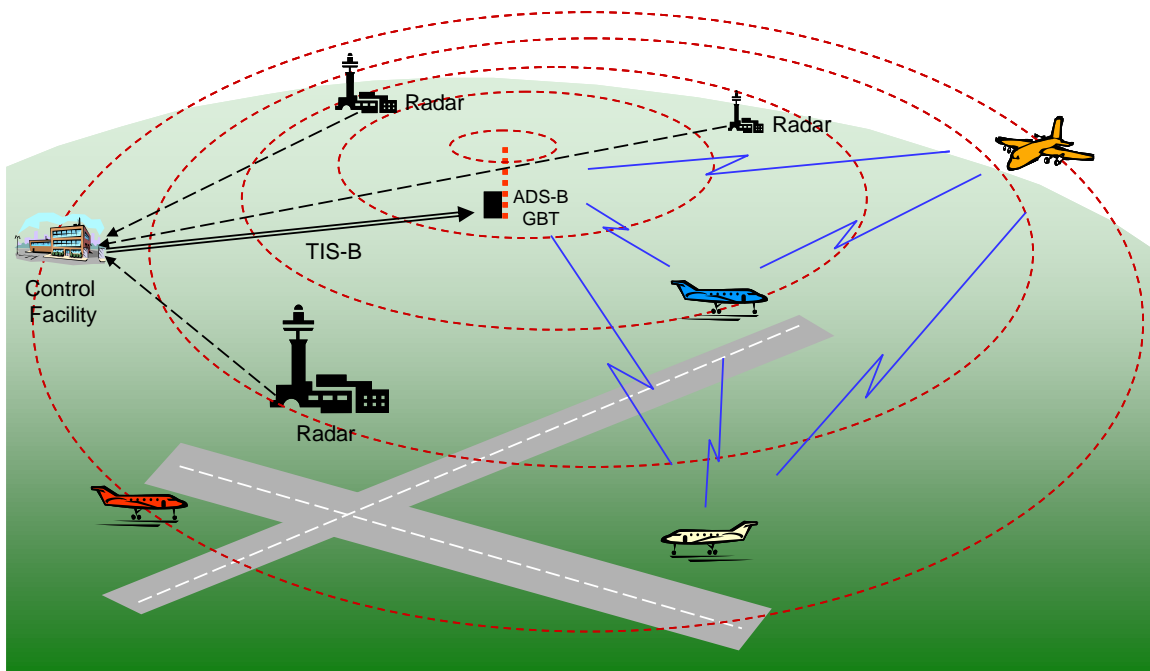 Radar
Radar
ADS-B
GBT
TIS-B
Control
Facility
Radar